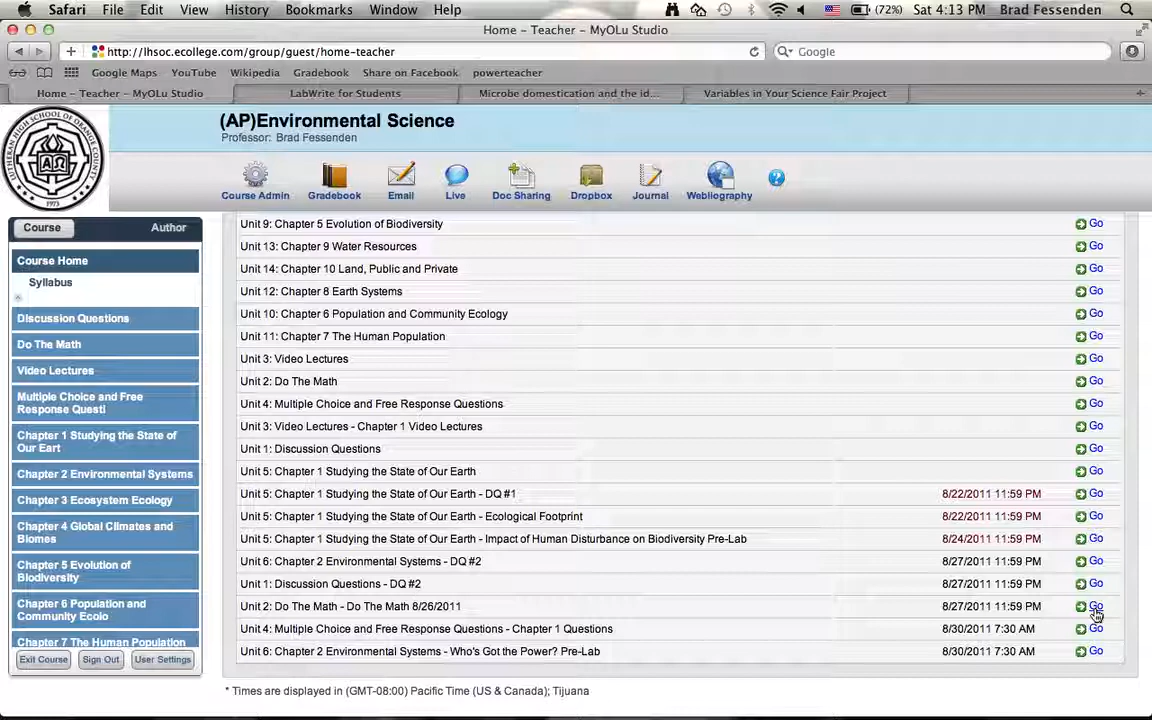 Safari File Edit View History Bookmarks Window Help (72%) Sat 4:13 PM Brad Fessenden
Home – Teacher – MyOLu Studio
http://lhsoc.ecollege.com/group/guest/home-teacher
Google
Google Maps YouTube Wikipedia Gradebook Share on Facebook powerteacher
Home – Teacher – MyOLu Studio LabWrite for Students Microbe domestication and the id... Variables in Your Science Fair Project
LUTHERAN HIGH SCHOOL OF ORANGE COUNTY
ΑΩ
1973
(AP)Environmental Science
Professor: Brad Fessenden
Course Admin Gradebook Email Live Doc Sharing Dropbox Journal Webliography ?
Course Author
Course Home
Syllabus
Discussion Questions
Do The Math
Video Lectures
Multiple Choice and Free
Response Questi
Chapter 1 Studying the State of
Our Eart
Chapter 2 Environmental Systems
Chapter 3 Ecosystem Ecology
Chapter 4 Global Climates and
Biomes
Chapter 5 Evolution of
Biodiversity
Chapter 6 Population and
Community Ecolo
Chapter 7 The Human Population
Exit Course Sign Out User Settings
Unit 9: Chapter 5 Evolution of Biodiversity Go
Unit 13: Chapter 9 Water Resources Go
Unit 14: Chapter 10 Land, Public and Private Go
Unit 12: Chapter 8 Earth Systems Go
Unit 10: Chapter 6 Population and Community Ecology Go
Unit 11: Chapter 7 The Human Population Go
Unit 3: Video Lectures Go
Unit 2: Do The Math Go
Unit 4: Multiple Choice and Free Response Questions Go
Unit 3: Video Lectures - Chapter 1 Video Lectures Go
Unit 1: Discussion Questions Go
Unit 5: Chapter 1 Studying the State of Our Earth Go
Unit 5: Chapter 1 Studying the State of Our Earth - DQ #1 8/22/2011 11:59 PM Go
Unit 5: Chapter 1 Studying the State of Our Earth - Ecological Footprint 8/22/2011 11:59 PM Go
Unit 5: Chapter 1 Studying the State of Our Earth - Impact of Human Disturbance on Biodiversity Pre-Lab 8/24/2011 11:59 PM Go
Unit 6: Chapter 2 Environmental Systems - DQ #2 8/27/2011 11:59 PM Go
Unit 1: Discussion Questions - DQ #2 8/27/2011 11:59 PM Go
Unit 2: Do The Math - Do The Math 8/26/2011 8/27/2011 11:59 PM Go
Unit 4: Multiple Choice and Free Response Questions - Chapter 1 Questions 8/30/2011 7:30 AM Go
Unit 6: Chapter 2 Environmental Systems - Who's Got the Power? Pre-Lab 8/30/2011 7:30 AM Go
* Times are displayed in (GMT-08:00) Pacific Time (US & Canada); Tijuana